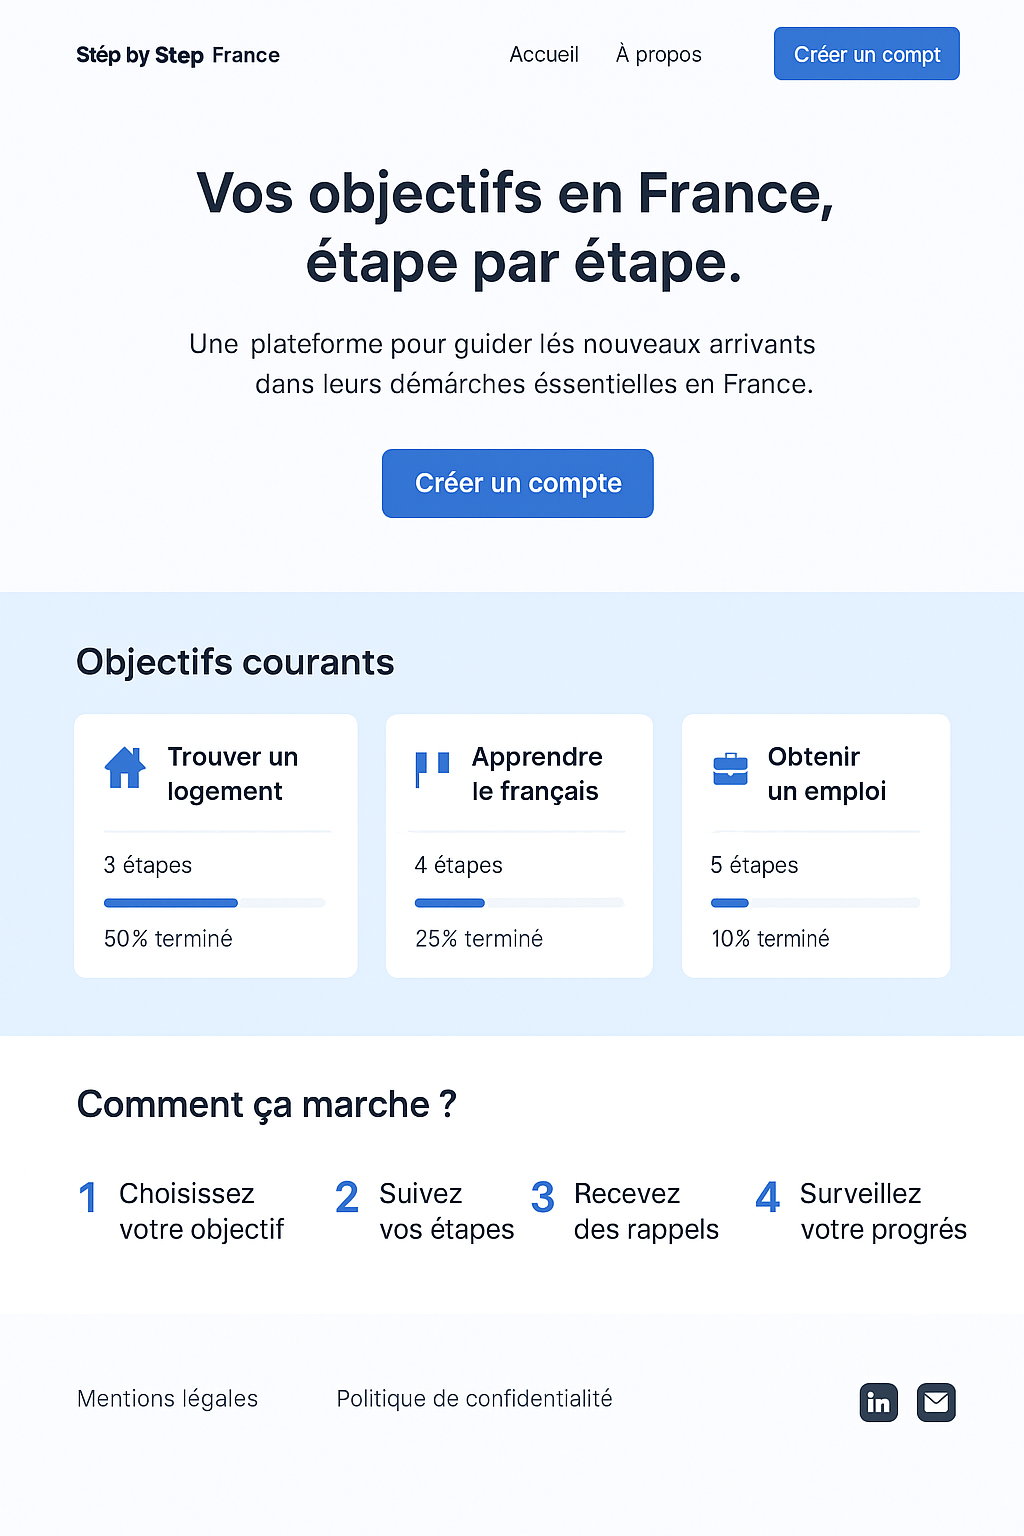 Stép by Step France
Accueil
À propos
Créer un compt
Vos objectifs en France,
étape par étape.
Une plateforme pour guider lés nouveaux arrivants
dans leurs démárches éssentielles en France.
Créer un compte
Objectifs courants
Trouver un
logement
3 étapes
50% terminé
Apprendre
le français
4 étapes
25% terminé
Obtenir
un emploi
5 étapes
10% terminé
Comment ça marche ?
1 Choisissez
votre objectif
2 Suivez
vos étapes
3 Recevez
des rappels
4 Surveillez
votre progrés
Mentions légales
Politique de confidentialité
in